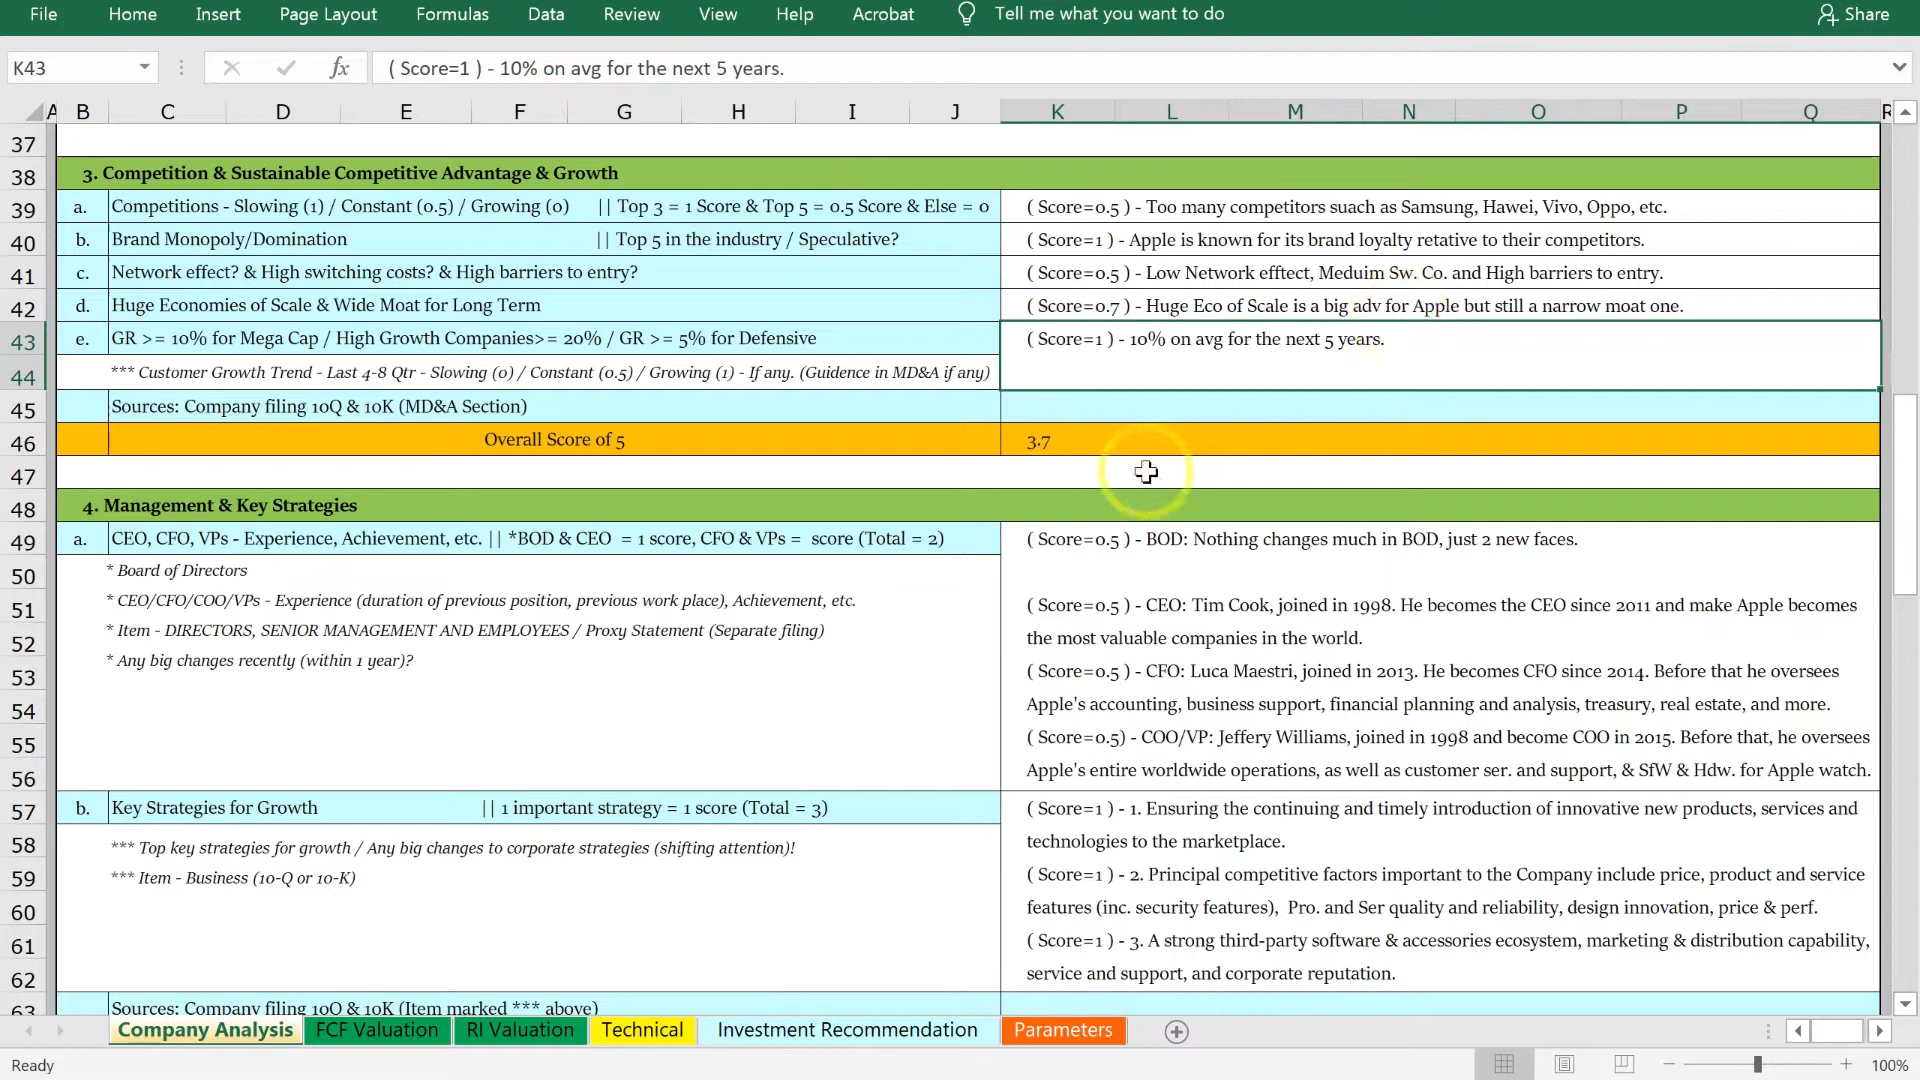 File Home Insert Page Layout Formulas Data Review View Help Acrobat Tell me what you want to do Share
K43 fx ( Score=1 ) - 10% on avg for the next 5 years.
A B C D E F G H I J K L M N O P Q R
37
38 3. Competition & Sustainable Competitive Advantage & Growth
39 a. Competitions - Slowing (1) / Constant (0.5) / Growing (0) || Top 3 = 1 Score & Top 5 = 0.5 Score & Else = 0 ( Score=0.5 ) - Too many competitors suach as Samsung, Hawei, Vivo, Oppo, etc.
40 b. Brand Monopoly/Domination || Top 5 in the industry / Speculative? ( Score=1 ) - Apple is known for its brand loyalty retative to their competitors.
41 c. Network effect? & High switching costs? & High barriers to entry? ( Score=0.5 ) - Low Network efftect, Meduim Sw. Co. and High barriers to entry.
42 d. Huge Economies of Scale & Wide Moat for Long Term ( Score=0.7 ) - Huge Eco of Scale is a big adv for Apple but still a narrow moat one.
43 e. GR >= 10% for Mega Cap / High Growth Companies>= 20% / GR >= 5% for Defensive ( Score=1 ) - 10% on avg for the next 5 years.
44 *** Customer Growth Trend - Last 4-8 Qtr - Slowing (0) / Constant (0.5) / Growing (1) - If any. (Guidence in MD&A if any)
45 Sources: Company filing 10Q & 10K (MD&A Section)
46 Overall Score of 5 3.7
47
48 4. Management & Key Strategies
49 a. CEO, CFO, VPs - Experience, Achievement, etc. || *BOD & CEO = 1 score, CFO & VPs = score (Total = 2) ( Score=0.5 ) - BOD: Nothing changes much in BOD, just 2 new faces.
50 * Board of Directors
51 * CEO/CFO/COO/VPs - Experience (duration of previous position, previous work place), Achievement, etc. ( Score=0.5 ) - CEO: Tim Cook, joined in 1998. He becomes the CEO since 2011 and make Apple becomes
52 * Item - DIRECTORS, SENIOR MANAGEMENT AND EMPLOYEES / Proxy Statement (Separate filing) the most valuable companies in the world.
53 * Any big changes recently (within 1 year)? ( Score=0.5 ) - CFO: Luca Maestri, joined in 2013. He becomes CFO since 2014. Before that he oversees
54 Apple's accounting, business support, financial planning and analysis, treasury, real estate, and more.
55 ( Score=0.5) - COO/VP: Jeffery Williams, joined in 1998 and become COO in 2015. Before that, he oversees
56 Apple's entire worldwide operations, as well as customer ser. and support, & SfW & Hdw. for Apple watch.
57 b. Key Strategies for Growth || 1 important strategy = 1 score (Total = 3) ( Score=1 ) - 1. Ensuring the continuing and timely introduction of innovative new products, services and
58 *** Top key strategies for growth / Any big changes to corporate strategies (shifting attention)! technologies to the marketplace.
59 *** Item - Business (10-Q or 10-K) ( Score=1 ) - 2. Principal competitive factors important to the Company include price, product and service
60 features (inc. security features), Pro. and Ser quality and reliability, design innovation, price & perf.
61 ( Score=1 ) - 3. A strong third-party software & accessories ecosystem, marketing & distribution capability,
62 service and support, and corporate reputation.
63 Sources: Company filing 10Q & 10K (Item marked *** above)
Company Analysis FCF Valuation RI Valuation Technical Investment Recommendation Parameters
Ready 100%